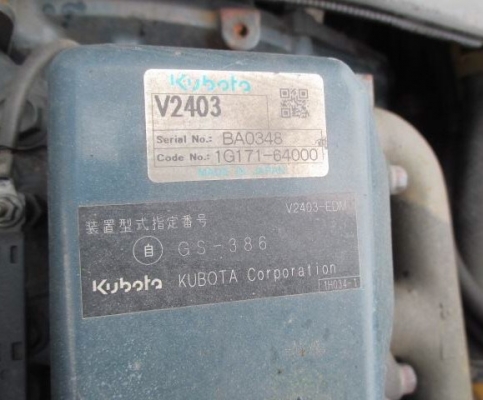 Kubota
V2403
Serial No.: BA0348
Code No.: 1G171-64000
MADE IN JAPAN
V2403-EDM
装置型式指定番号
自 GS-386
Kubota KUBOTA Corporation
1H034-1